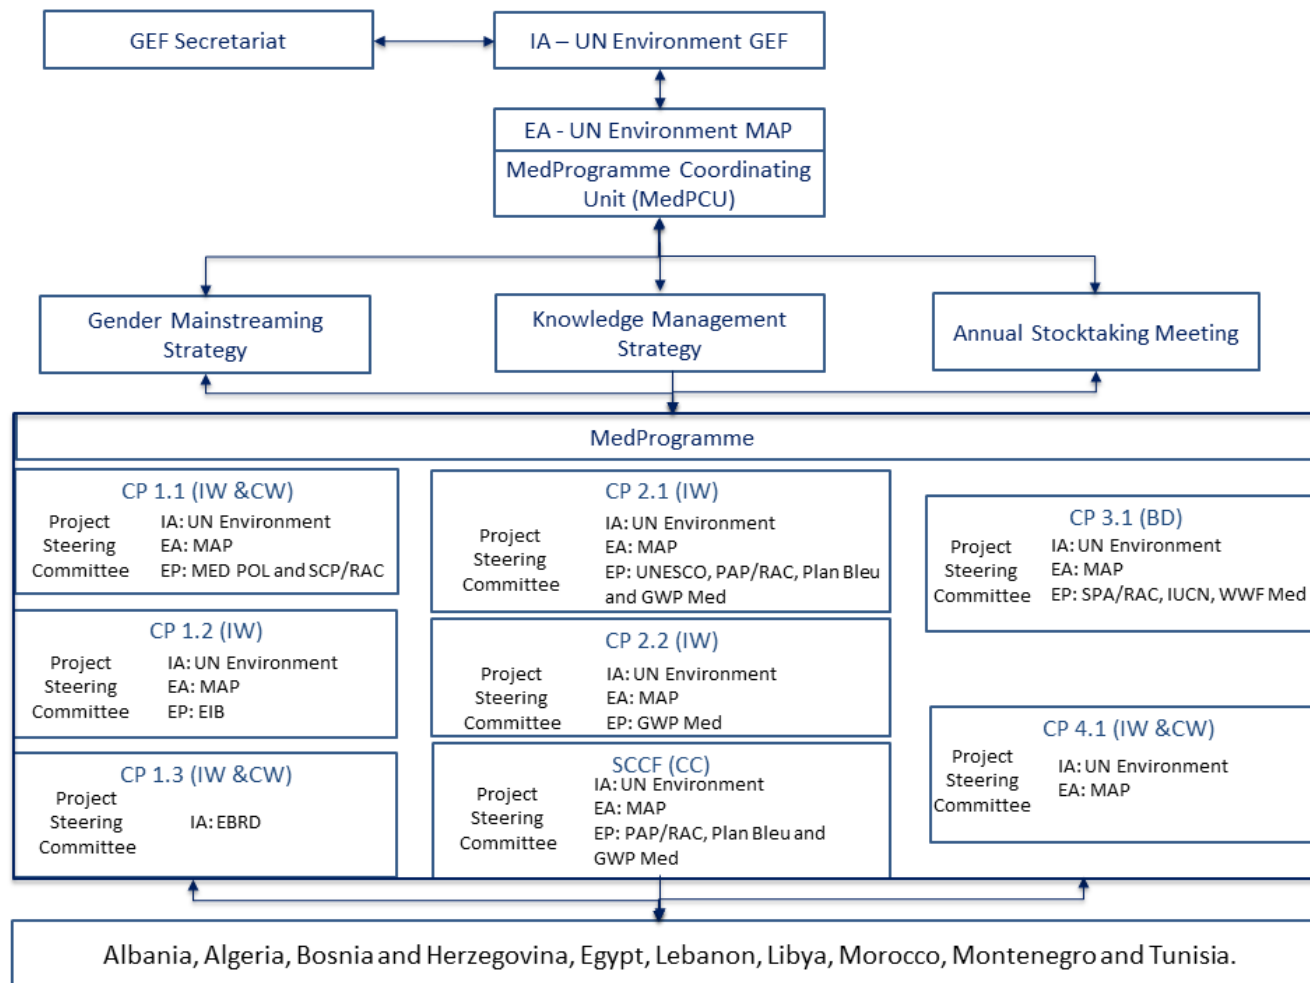 GEF Secretariat
IA – UN Environment GEF
EA - UN Environment MAP
MedProgramme Coordinating
Unit (MedPCU)
Gender Mainstreaming
Strategy
Knowledge Management
Strategy
Annual Stocktaking Meeting
MedProgramme
CP 1.1 (IW &CW)
Project
Steering
Committee
IA: UN Environment
EA: MAP
EP: MED POL and SCP/RAC
CP 1.2 (IW)
Project
Steering
Committee
IA: UN Environment
EA: MAP
EP: EIB
CP 1.3 (IW &CW)
Project
Steering
Committee
IA: EBRD
CP 2.1 (IW)
Project
Steering
Committee
IA: UN Environment
EA: MAP
EP: UNESCO, PAP/RAC, Plan Bleu
and GWP Med
CP 2.2 (IW)
Project
Steering
Committee
IA: UN Environment
EA: MAP
EP: GWP Med
SCCF (CC)
Project
Steering
Committee
IA: UN Environment
EA: MAP
EP: PAP/RAC, Plan Bleu and
GWP Med
CP 3.1 (BD)
Project
Steering
Committee
IA: UN Environment
EA: MAP
EP: SPA/RAC, IUCN, WWF Med
CP 4.1 (IW &CW)
Project
Steering
Committee
IA: UN Environment
EA: MAP
Albania, Algeria, Bosnia and Herzegovina, Egypt, Lebanon, Libya, Morocco, Montenegro and Tunisia.